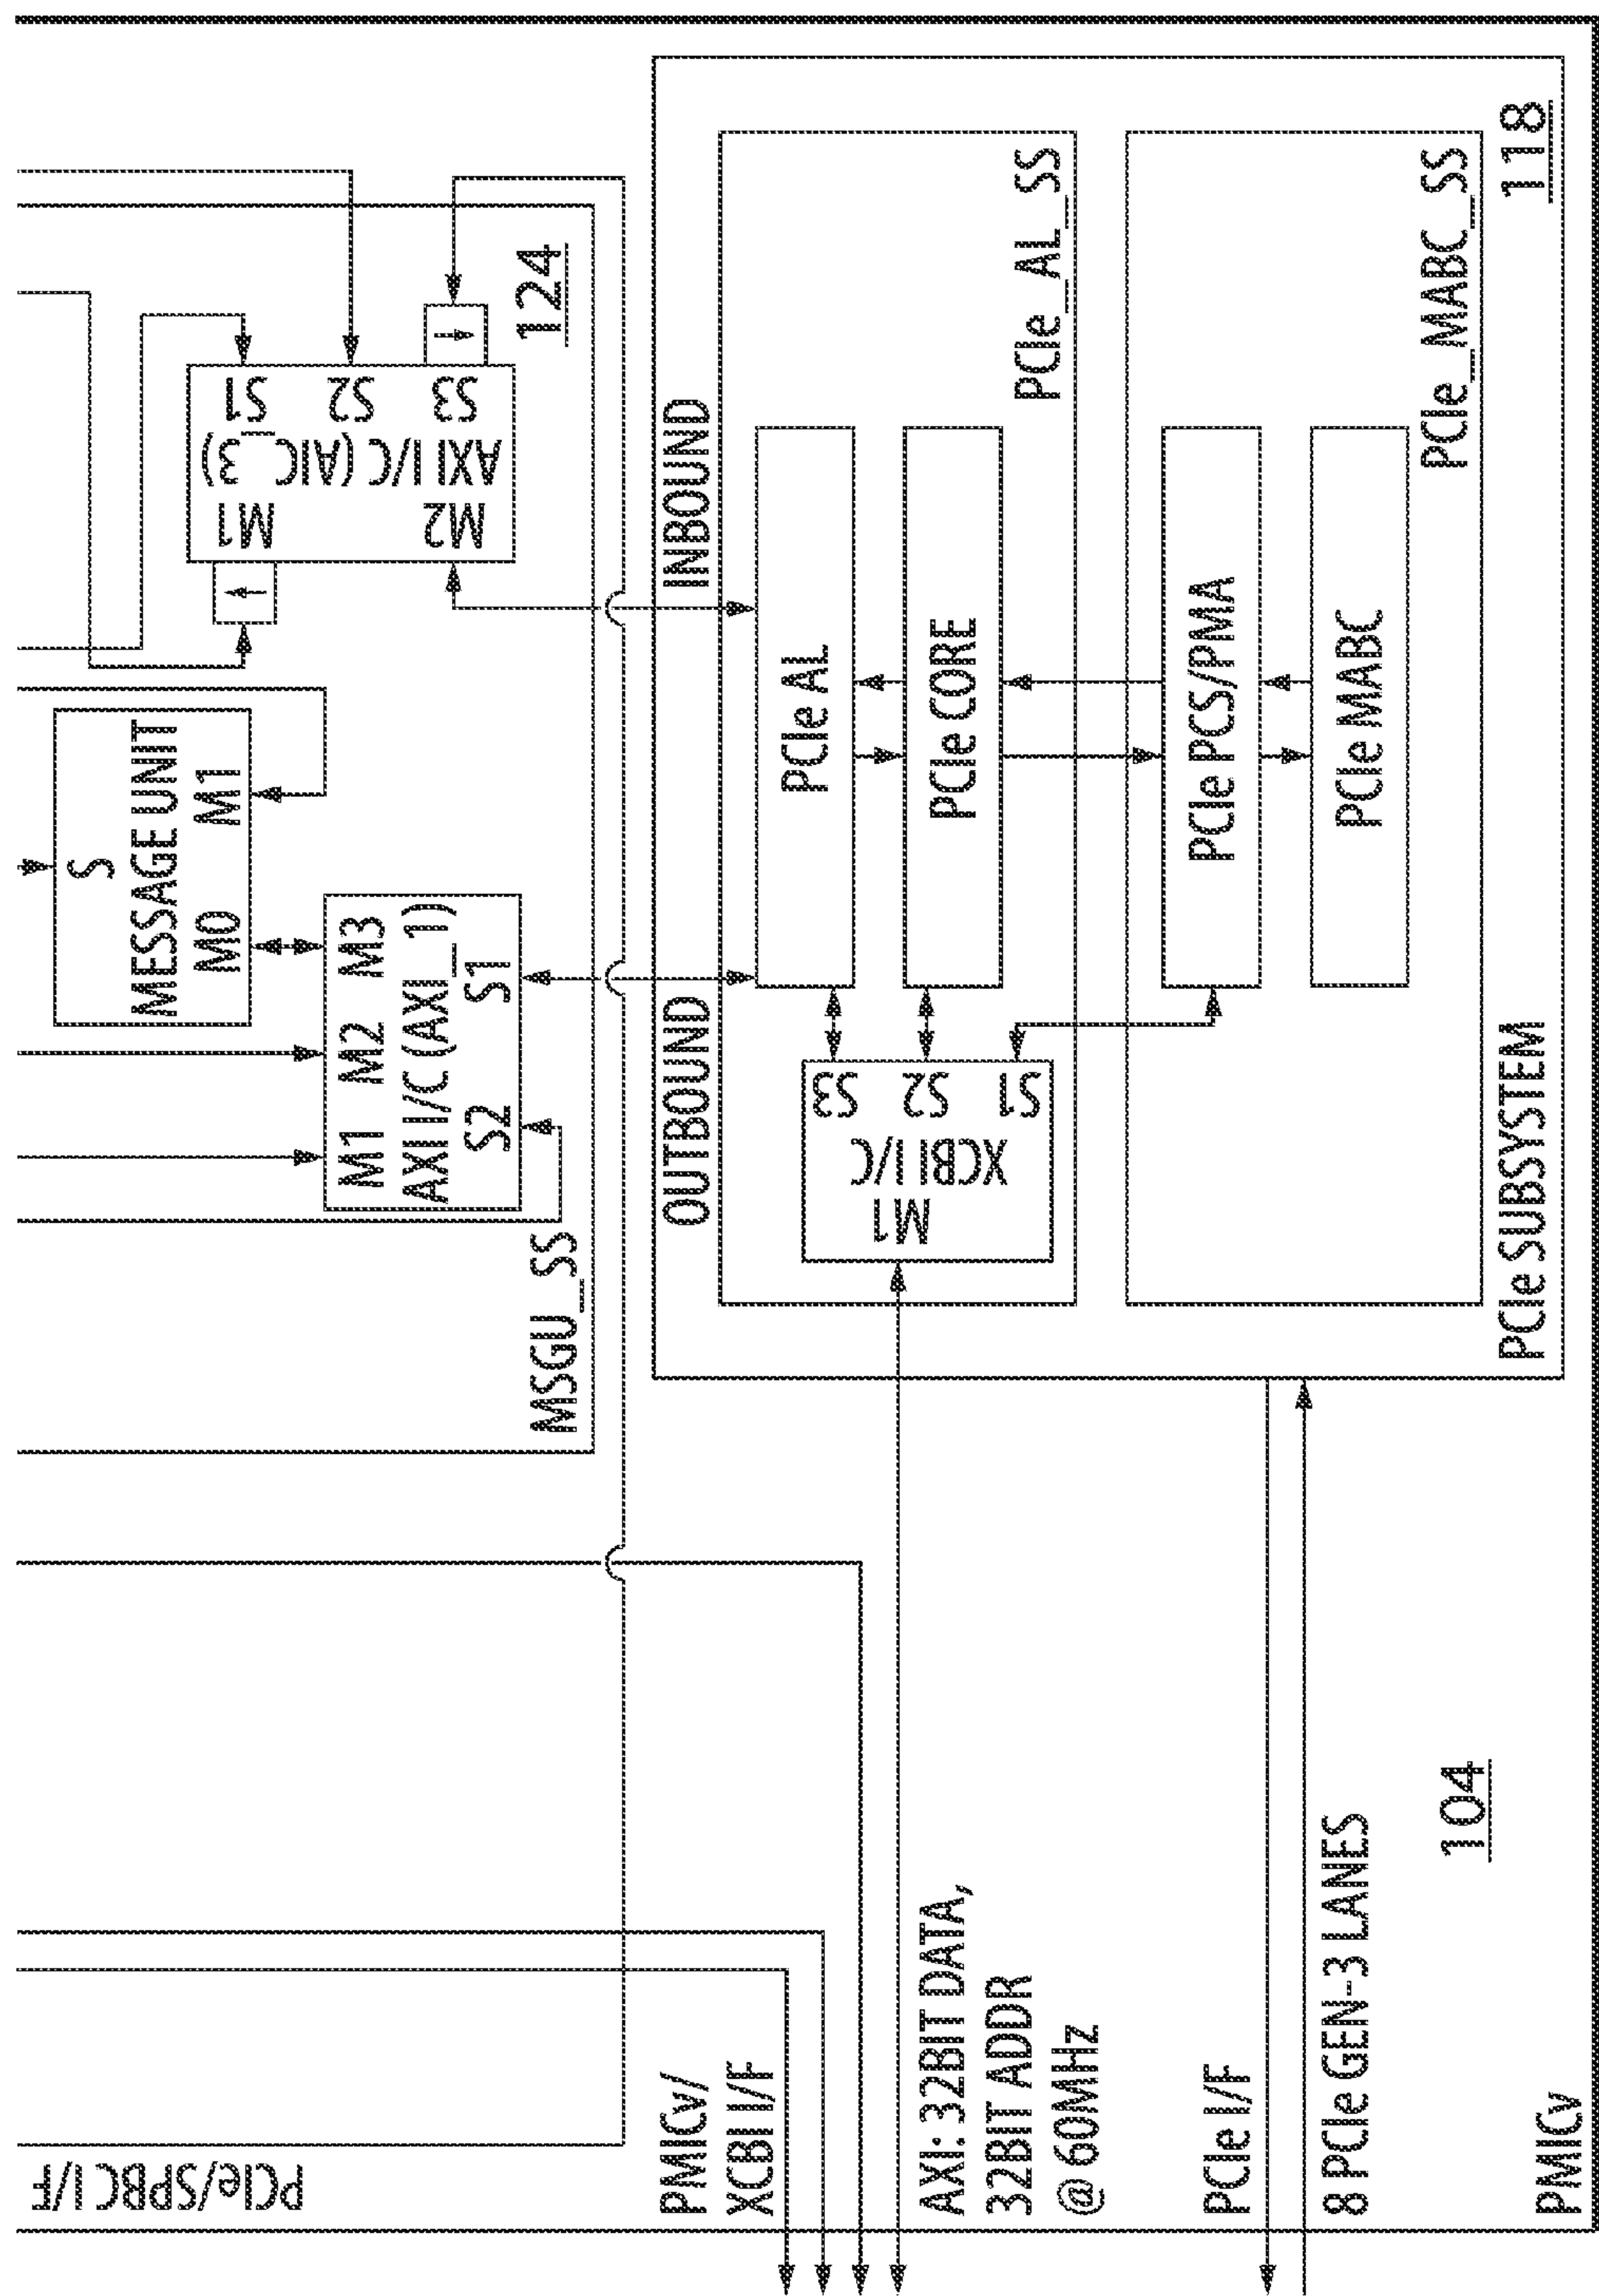 PCIe/SPBC I/F
S
MESSAGE UNIT
M0 M1
M1 M2 M3
AXI I/C (AXI_1)
S2 S1
MSGU_SS
M1
M2
AXI I/C (AIC_3)
S1
S2
S3
124
PMICv/
XCBI I/F
AXI: 32BIT DATA,
32BIT ADDR
@ 60MHz
PCIe I/F
8 PCIe GEN-3 LANES
104
PMICv
OUTBOUND
INBOUND
M1
XCBI I/C
S3
S2
S1
PCIe AL
PCIe CORE
PCIe_AL_SS
PCIe PCS/PMA
PCIe MABC
PCIe_MABC_SS
PCIe SUBSYSTEM
118